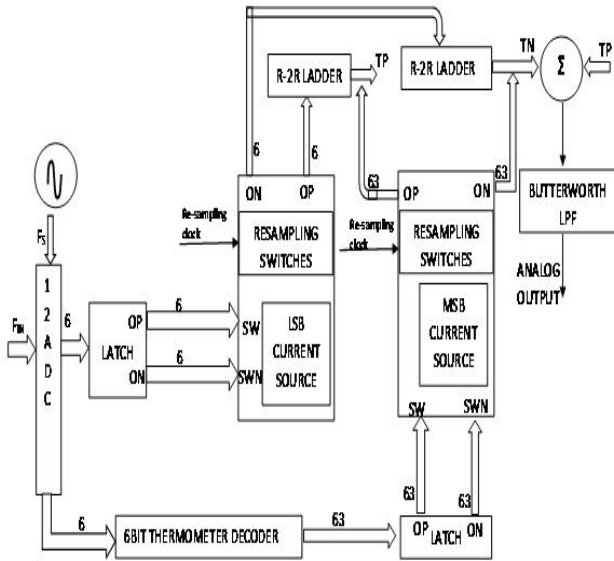 TN
TP
TP
R-2R LADDER
R-2R LADDER
Σ
6
6
63
63
ON
OP
OP
ON
BUTTERWORTH
LPF
Re-sampling
clock
RESAMPLING
SWITCHES
Re-sampling
clock
RESAMPLING
SWITCHES
ANALOG
OUTPUT
FS
1
2
A
D
C
FIN
6
OP
LATCH
ON
6
6
SW
SWN
LSB
CURRENT
SOURCE
MSB
CURRENT
SOURCE
SW
SWN
63
63
6
6BIT THERMOMETER DECODER
63
OP
ON
LATCH